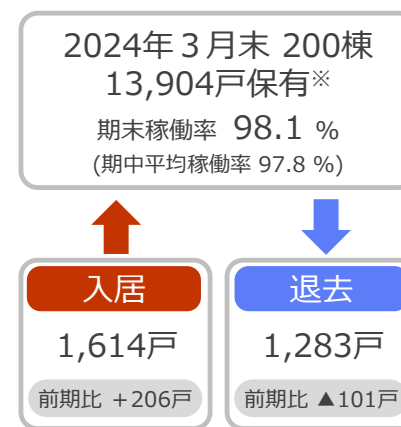 2024年３月末 200棟
13,904戸保有※
期末稼働率 98.1 %
(期中平均稼働率 97.8 %)
入居
1,614戸
前期比 +206戸
退去
1,283戸
前期比 ▲101戸